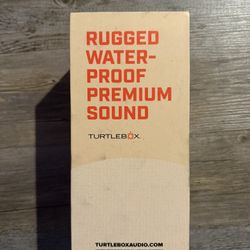 RUGGED
WATER-
PROOF
PREMIUM
SOUND
TURTLEBOX
TURTLEBOXAUDIO.COM